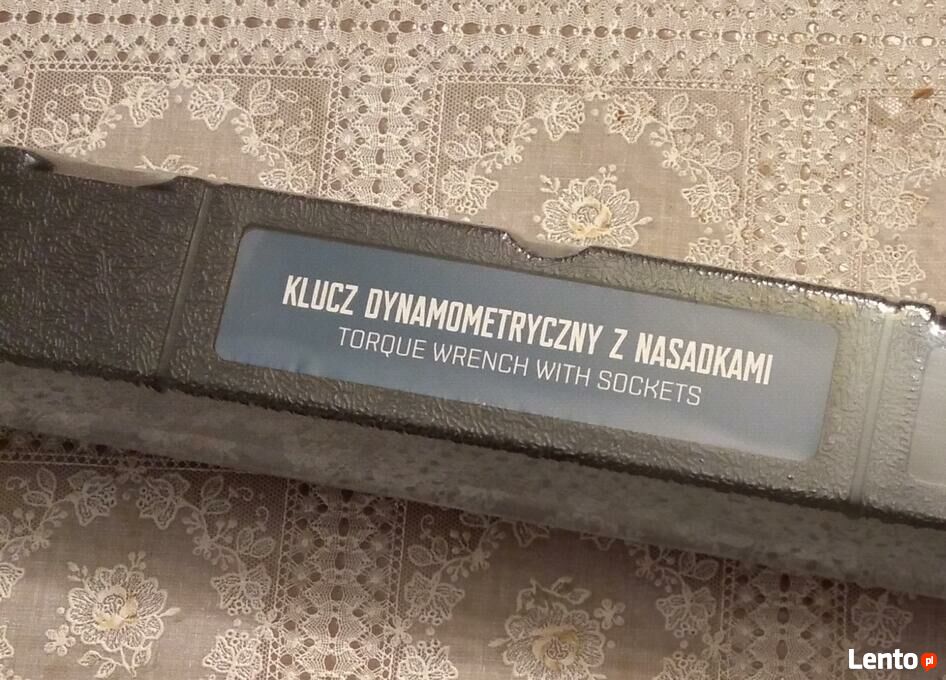 KLUCZ DYNAMOMETRYCZNY Z NASADKAMI
TORQUE WRENCH WITH SOCKETS
Lento pl